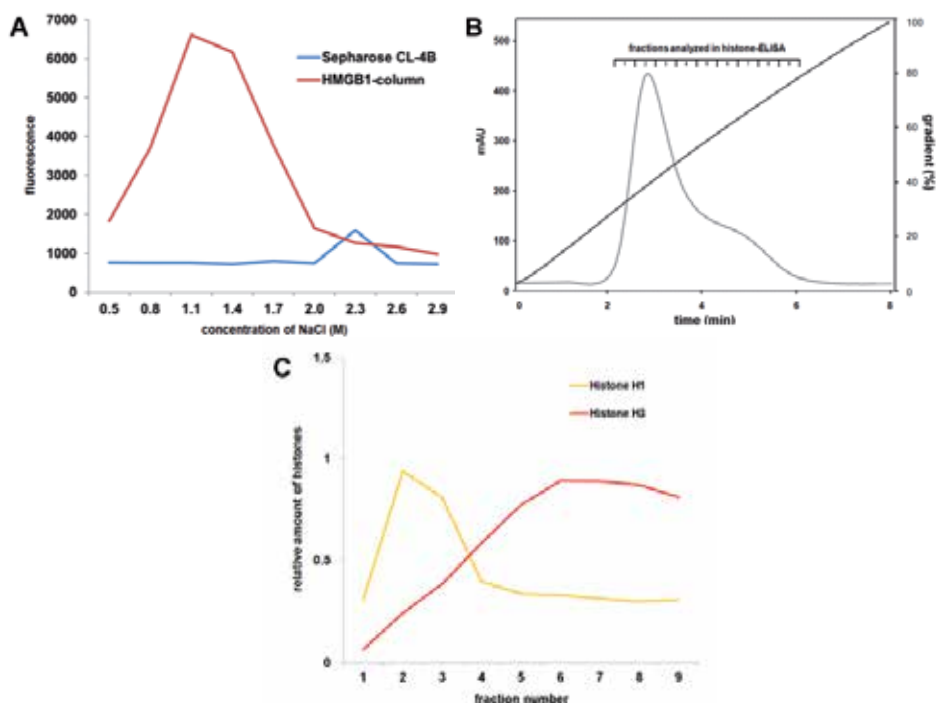 A
7000
6000
5000
4000
3000
2000
1000
0
fluorescence
0.5 0.8 1.1 1.4 1.7 2.0 2.3 2.6 2.9
concentration of NaCl (M)
Sepharose CL-4B
HMGB1-column
B
fractions analyzed in histone-ELISA
500
400
300
200
100
0
mAU
100
80
60
40
20
0
gradient (%)
0 2 4 6 8
time (min)
C
1,5
1
0,5
0
relative amount of histones
1 2 3 4 5 6 7 8 9
fraction number
Histone H1
Histone H3